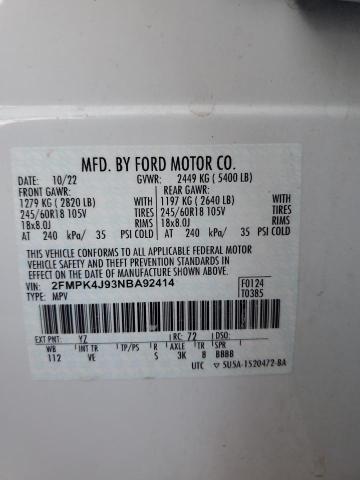 MFD. BY FORD MOTOR CO.
DATE: 10/22 GVWR: 2449 KG ( 5400 LB)
FRONT GAWR: REAR GAWR:
1279 KG ( 2820 LB) WITH 1197 KG ( 2640 LB) WITH
245/60R18 105V TIRES 245/60R18 105V TIRES
18x8.0J RIMS 18x8.0J RIMS
AT 240 kPa/ 35 PSI COLD AT 240 kPa/ 35 PSI COLD
THIS VEHICLE CONFORMS TO ALL APPLICABLE FEDERAL MOTOR
VEHICLE SAFETY AND THEFT PREVENTION STANDARDS IN EFFECT ON
THE DATE OF MANUFACTURE SHOWN ABOVE.
VIN: 2FMPK4J93NBA92414 F0124
TYPE: MPV T0385
EXT PNT: YZ RC: 72 DSO:
WB INT TR TP/PS R AXLE TR SPR
112 VE S 3K 8 BBBB
UTC ▽ 5USA-1520472-BA